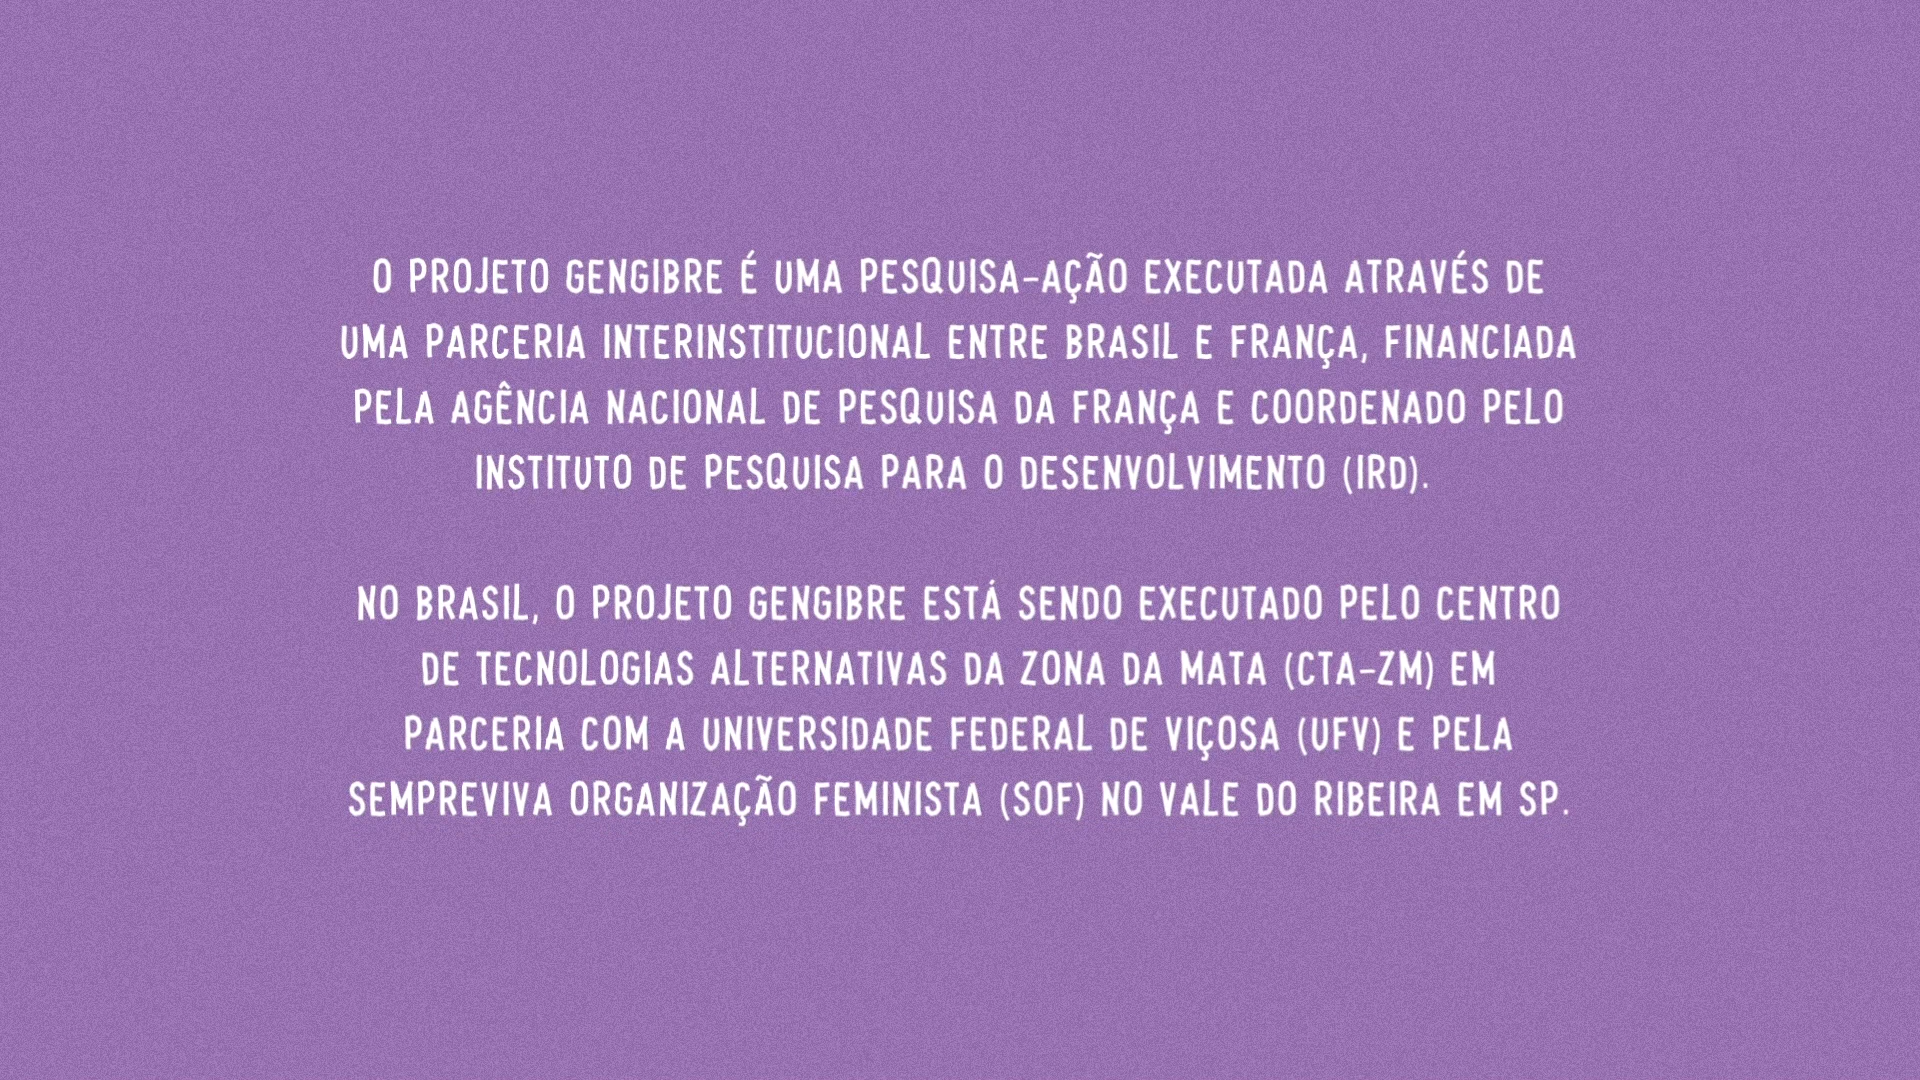 O PROJETO GENGIBRE É UMA PESQUISA-AÇÃO EXECUTADA ATRAVÉS DE
UMA PARCERIA INTERINSTITUCIONAL ENTRE BRASIL E FRANÇA, FINANCIADA
PELA AGÊNCIA NACIONAL DE PESQUISA DA FRANÇA E COORDENADO PELO
INSTITUTO DE PESQUISA PARA O DESENVOLVIMENTO (IRD).
NO BRASIL, O PROJETO GENGIBRE ESTÁ SENDO EXECUTADO PELO CENTRO
DE TECNOLOGIAS ALTERNATIVAS DA ZONA DA MATA (CTA-ZM) EM
PARCERIA COM A UNIVERSIDADE FEDERAL DE VIÇOSA (UFV) E PELA
SEMPREVIVA ORGANIZAÇÃO FEMINISTA (SOF) NO VALE DO RIBEIRA EM SP.